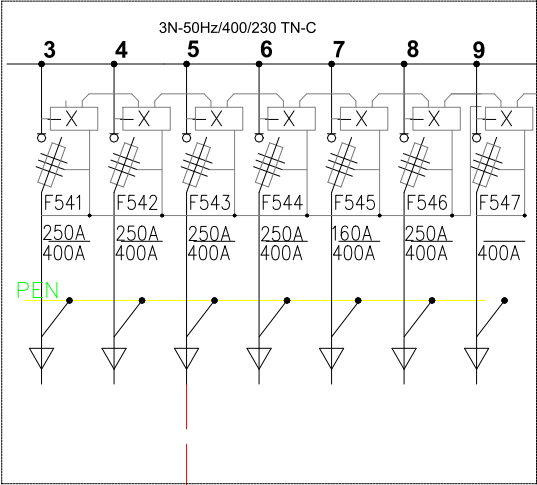 3N-50Hz/400/230 TN-C
3 4 5 6 7 8 9
X X X X X X X
F541 F542 F543 F544 F545 F546 F547
250A 250A 250A 250A 160A 250A
400A 400A 400A 400A 400A 400A 400A
PEN